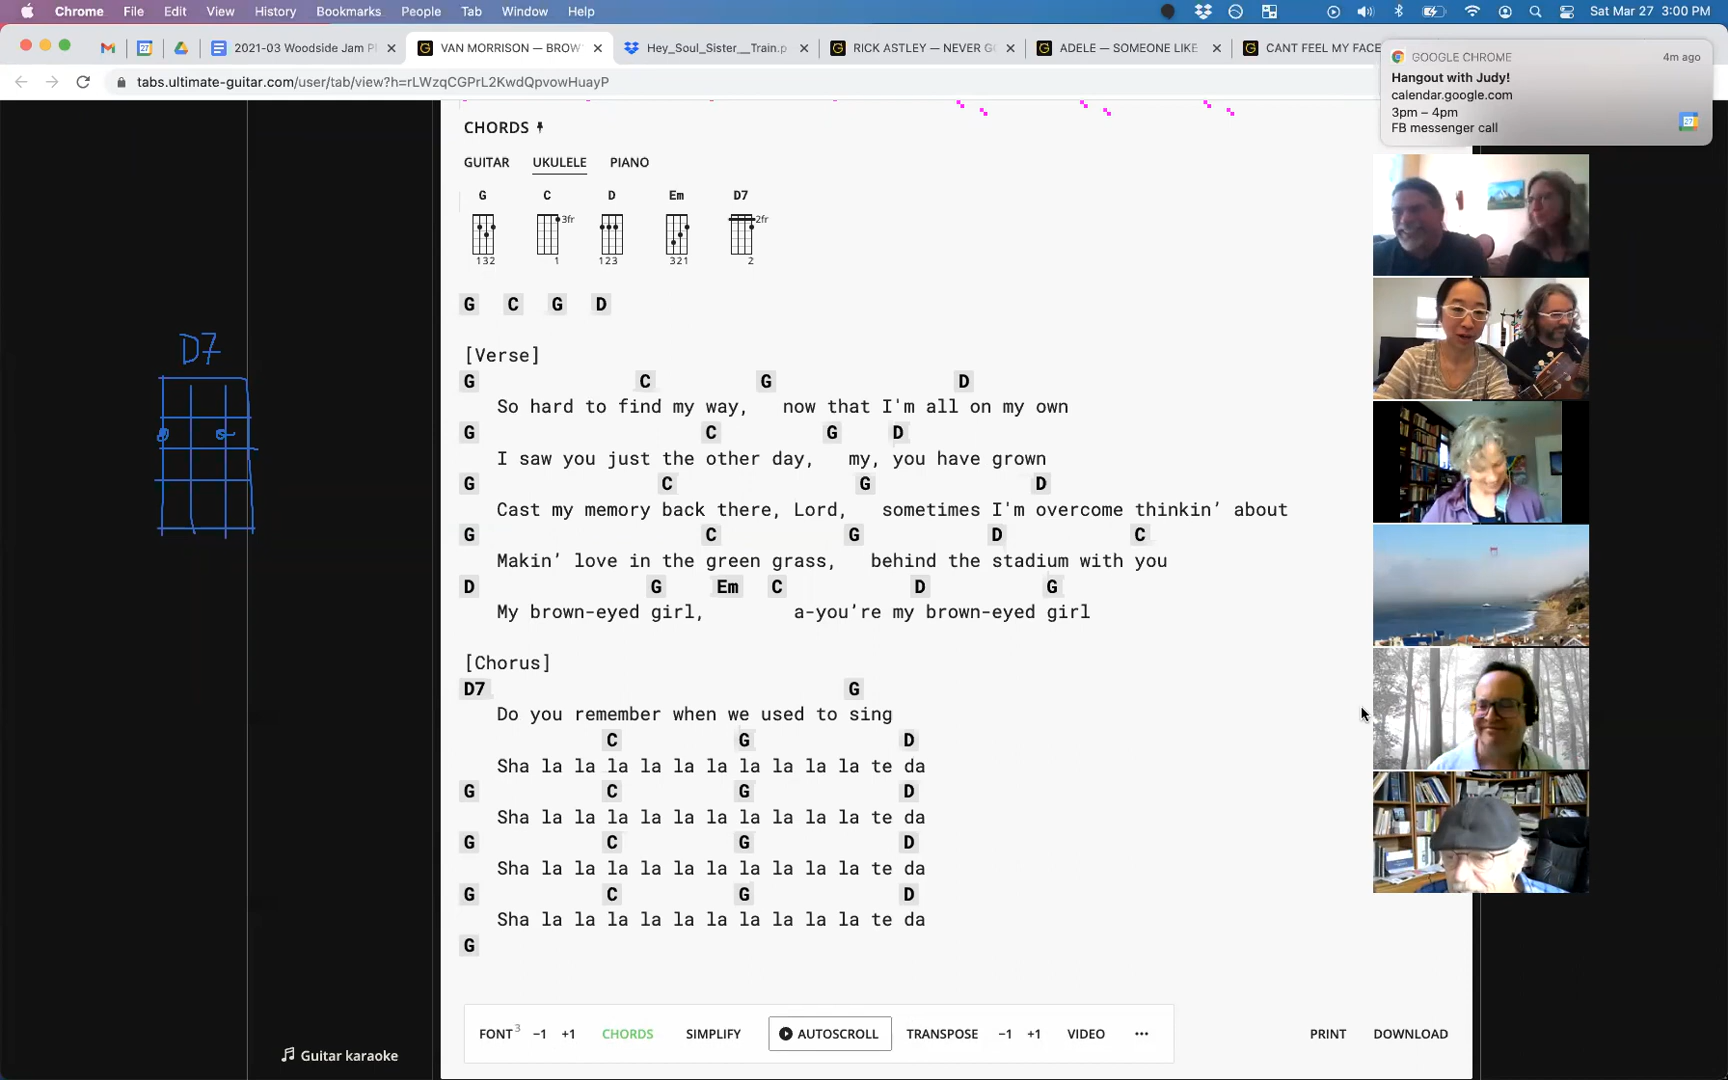 Chrome File Edit View History Bookmarks People Tab Window Help Sat Mar 27 3:00 PM
2021-03 Woodside Jam Pl × VAN MORRISON — BROW × Hey_Soul_Sister__Train.p × RICK ASTLEY — NEVER G × ADELE — SOMEONE LIKE × CANT FEEL MY FACE
tabs.ultimate-guitar.com/user/tab/view?h=rLWzqCGPrL2KwdQpvowHuayP
GOOGLE CHROME 4m ago
Hangout with Judy!
calendar.google.com
3pm – 4pm
FB messenger call
27
CHORDS
GUITAR UKULELE PIANO
G C D Em D7
3fr 2fr
132 1 123 321 2
G C G D
D7
[Verse]
G C G D
So hard to find my way, now that I'm all on my own
G C G D
I saw you just the other day, my, you have grown
G C G D
Cast my memory back there, Lord, sometimes I'm overcome thinkin’ about
G C G D C
Makin’ love in the green grass, behind the stadium with you
D G Em C D G
My brown-eyed girl, a-you’re my brown-eyed girl
[Chorus]
D7 G
Do you remember when we used to sing
C G D
Sha la la la la la la la la la te da
G C G D
Sha la la la la la la la la la te da
G C G D
Sha la la la la la la la la la te da
G C G D
Sha la la la la la la la la la te da
G
FONT 3 −1 +1 CHORDS SIMPLIFY AUTOSCROLL TRANSPOSE −1 +1 VIDEO ••• PRINT DOWNLOAD
Guitar karaoke